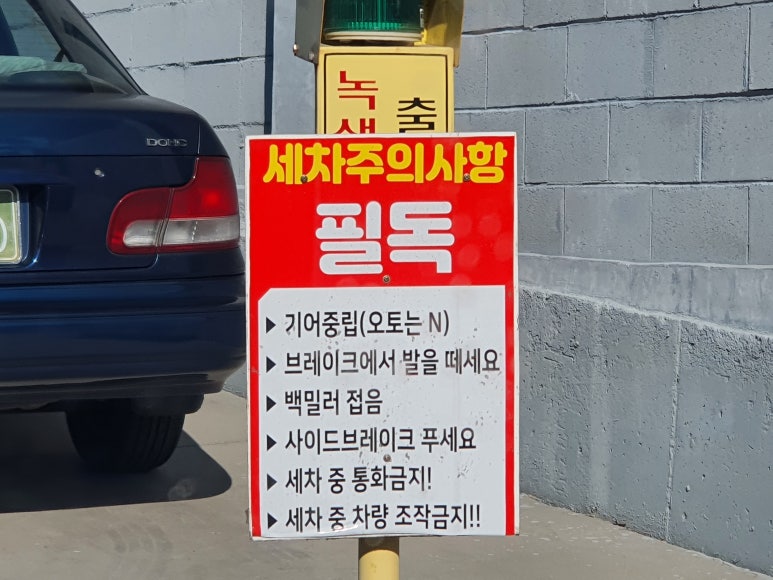 DOHC
녹
출
세차주의사항
필독
▶ 기어중립(오토는 N)
▶ 브레이크에서 발을 떼세요
▶ 백밀러 접음
▶ 사이드브레이크 푸세요
▶ 세차 중 통화금지!
▶ 세차 중 차량 조작금지!!